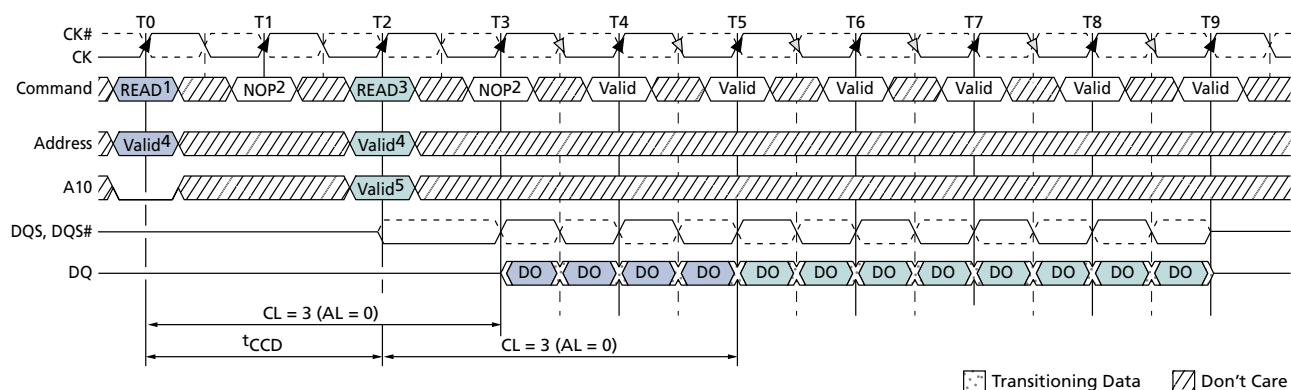 T0 T1 T2 T3 T4 T5 T6 T7 T8 T9
CK#
CK
Command READ1 NOP2 READ3 NOP2 Valid Valid Valid Valid Valid Valid
Address Valid4 Valid4
A10 Valid5
DQS, DQS#
DQ DO DO DO DO DO DO DO DO DO DO DO DO
CL = 3 (AL = 0)
tCCD CL = 3 (AL = 0)
Transitioning Data Don't Care